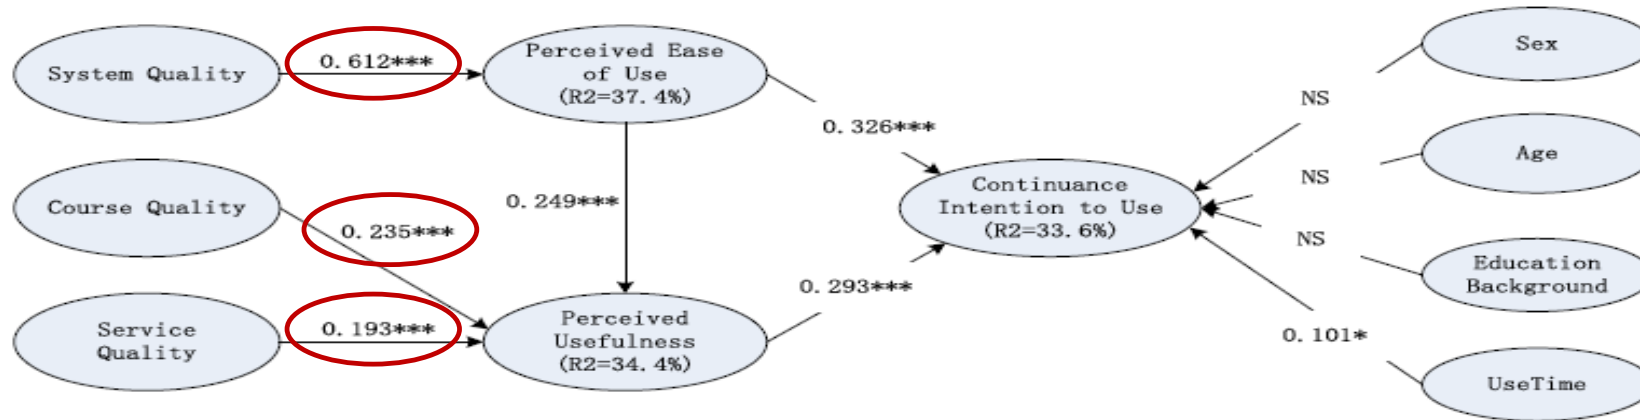 System Quality
0.612***
Perceived Ease
of Use
(R2=37.4%)
Sex
NS
0.326***
Age
Course Quality
0.235***
0.249***
Continuance
Intention to Use
(R2=33.6%)
NS
NS
Education
Background
0.293***
Service
Quality
0.193***
Perceived
Usefulness
(R2=34.4%)
0.101*
UseTime